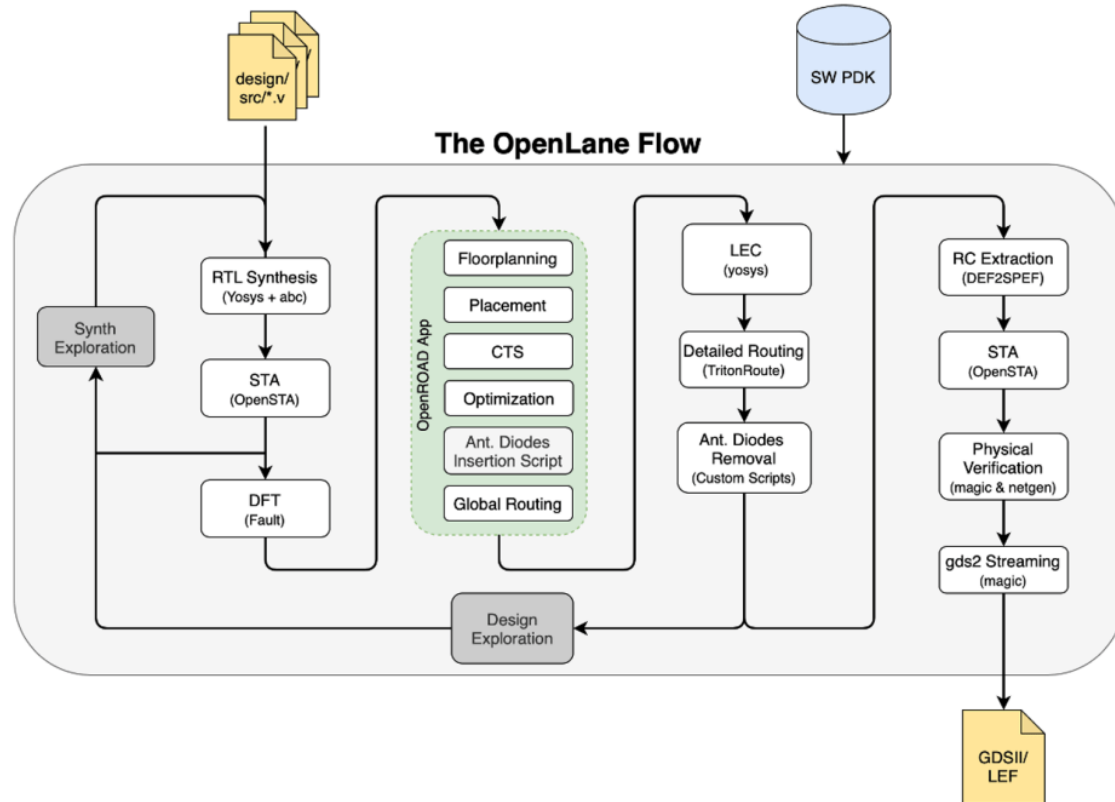 design/
src/*.v
SW PDK
The OpenLane Flow
Synth
Exploration
RTL Synthesis
(Yosys + abc)
STA
(OpenSTA)
DFT
(Fault)
OpenROAD App
Floorplanning
Placement
CTS
Optimization
Ant. Diodes
Insertion Script
Global Routing
LEC
(yosys)
Detailed Routing
(TritonRoute)
Ant. Diodes
Removal
(Custom Scripts)
Design
Exploration
RC Extraction
(DEF2SPEF)
STA
(OpenSTA)
Physical
Verification
(magic & netgen)
gds2 Streaming
(magic)
GDSII/
LEF